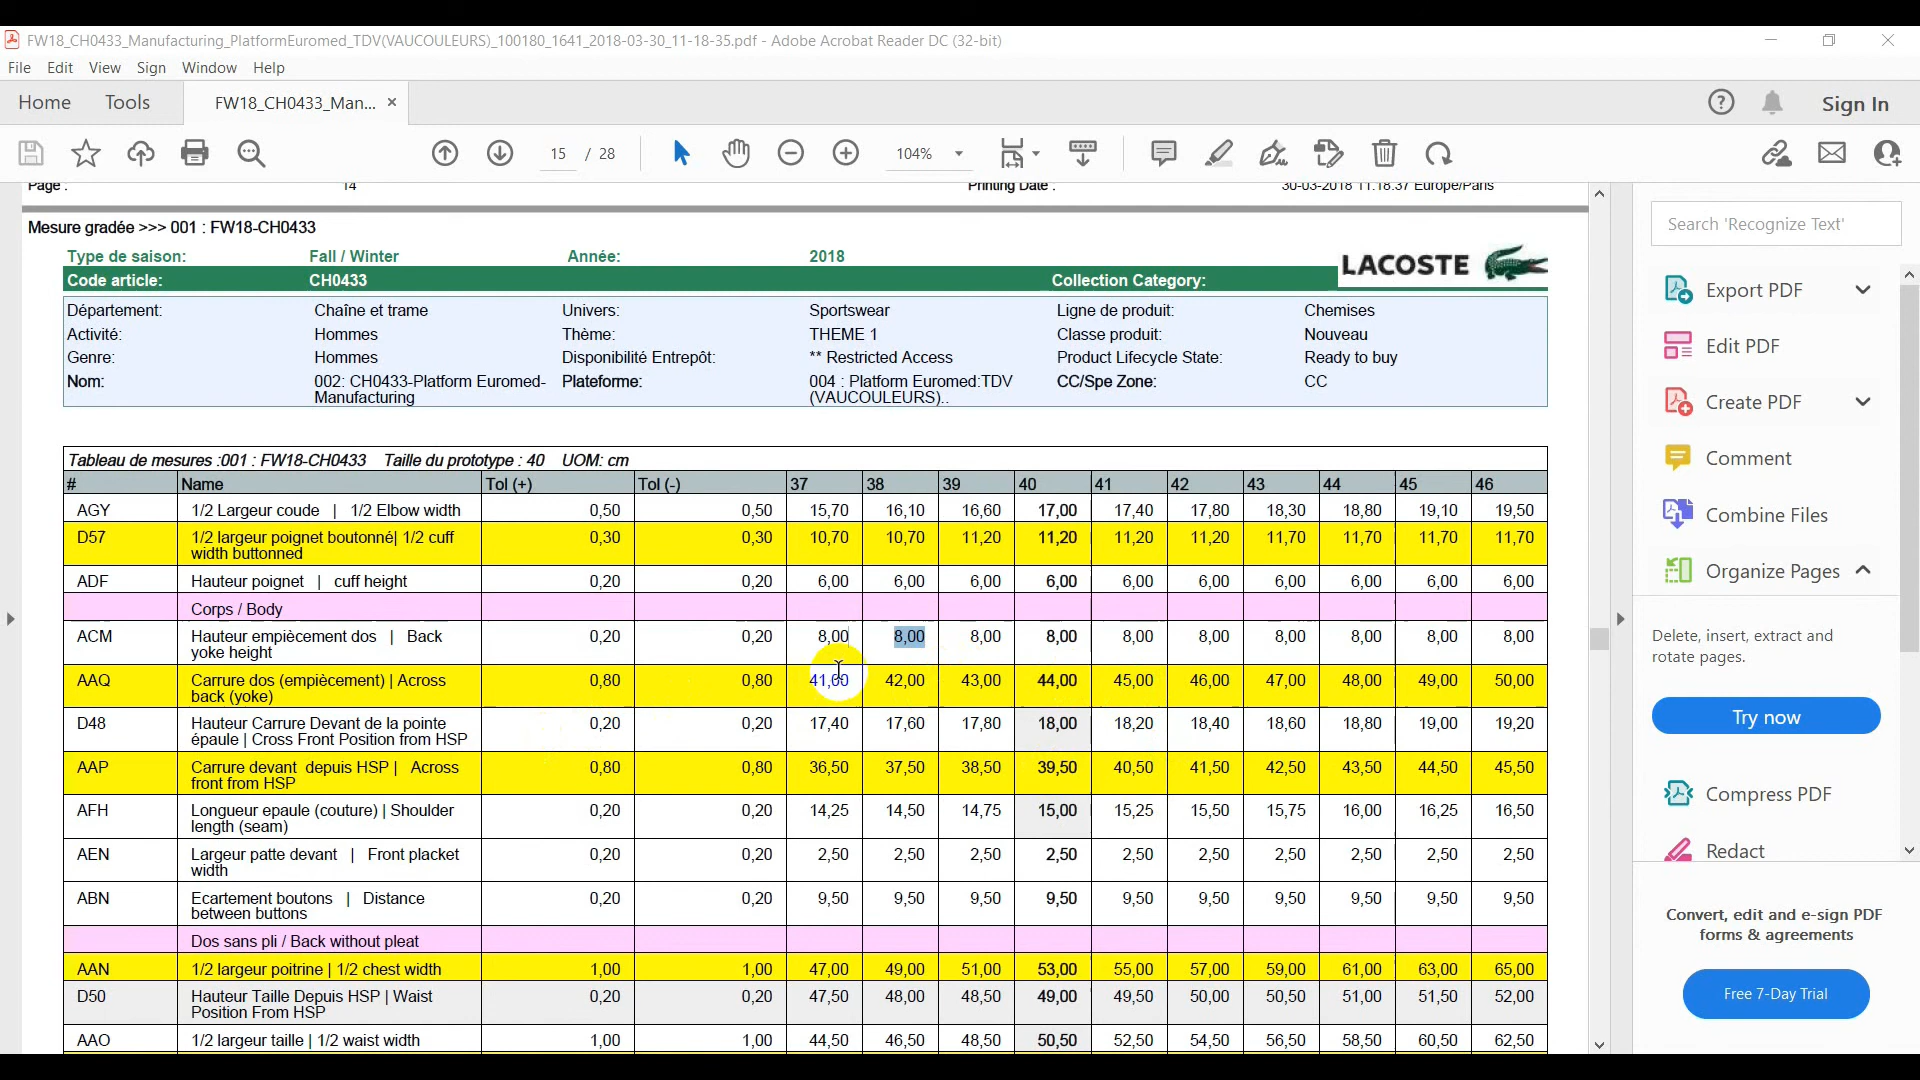 FW18_CH0433_Manufacturing_PlatformEuromed_TDV(VAUCOULEURS)_100180_1641_2018-03-30_11-18-35.pdf - Adobe Acrobat Reader DC (32-bit)
File Edit View Sign Window Help
Home Tools FW18_CH0433_Man... × Sign In
15 / 28 104%
Page : 14 Printing Date : 30-03-2018 11:18:37 Europe/Paris
Mesure gradée >>> 001 : FW18-CH0433
Type de saison: Fall / Winter Année: 2018
LACOSTE
Code article: CH0433 Collection Category:
Département: Chaîne et trame Univers: Sportswear Ligne de produit: Chemises
Activité: Hommes Thème: THEME 1 Classe produit: Nouveau
Genre: Hommes Disponibilité Entrepôt: ** Restricted Access Product Lifecycle State: Ready to buy
Nom: 002: CH0433-Platform Euromed- Plateforme: 004 : Platform Euromed:TDV CC/Spe Zone: CC
Manufacturing (VAUCOULEURS)..
Tableau de mesures :001 : FW18-CH0433 Taille du prototype : 40 UOM: cm
# Name Tol (+) Tol (-) 37 38 39 40 41 42 43 44 45 46
AGY 1/2 Largeur coude | 1/2 Elbow width 0,50 0,50 15,70 16,10 16,60 17,00 17,40 17,80 18,30 18,80 19,10 19,50
D57 1/2 largeur poignet boutonné| 1/2 cuff 0,30 0,30 10,70 10,70 11,20 11,20 11,20 11,20 11,70 11,70 11,70 11,70
width buttonned
ADF Hauteur poignet | cuff height 0,20 0,20 6,00 6,00 6,00 6,00 6,00 6,00 6,00 6,00 6,00 6,00
Corps / Body
ACM Hauteur empiècement dos | Back 0,20 0,20 8,00 8,00 8,00 8,00 8,00 8,00 8,00 8,00 8,00 8,00
yoke height
AAQ Carrure dos (empiècement) | Across 0,80 0,80 41,00 42,00 43,00 44,00 45,00 46,00 47,00 48,00 49,00 50,00
back (yoke)
D48 Hauteur Carrure Devant de la pointe 0,20 0,20 17,40 17,60 17,80 18,00 18,20 18,40 18,60 18,80 19,00 19,20
épaule | Cross Front Position from HSP
AAP Carrure devant depuis HSP | Across 0,80 0,80 36,50 37,50 38,50 39,50 40,50 41,50 42,50 43,50 44,50 45,50
front from HSP
AFH Longueur epaule (couture) | Shoulder 0,20 0,20 14,25 14,50 14,75 15,00 15,25 15,50 15,75 16,00 16,25 16,50
length (seam)
AEN Largeur patte devant | Front placket 0,20 0,20 2,50 2,50 2,50 2,50 2,50 2,50 2,50 2,50 2,50 2,50
width
ABN Ecartement boutons | Distance 0,20 0,20 9,50 9,50 9,50 9,50 9,50 9,50 9,50 9,50 9,50 9,50
between buttons
Dos sans pli / Back without pleat
AAN 1/2 largeur poitrine | 1/2 chest width 1,00 1,00 47,00 49,00 51,00 53,00 55,00 57,00 59,00 61,00 63,00 65,00
D50 Hauteur Taille Depuis HSP | Waist 0,20 0,20 47,50 48,00 48,50 49,00 49,50 50,00 50,50 51,00 51,50 52,00
Position From HSP
AAO 1/2 largeur taille | 1/2 waist width 1,00 1,00 44,50 46,50 48,50 50,50 52,50 54,50 56,50 58,50 60,50 62,50
Search 'Recognize Text'
Export PDF
Edit PDF
Create PDF
Comment
Combine Files
Organize Pages
Delete, insert, extract and
rotate pages.
Try now
Compress PDF
Redact
Convert, edit and e-sign PDF
forms & agreements
Free 7-Day Trial